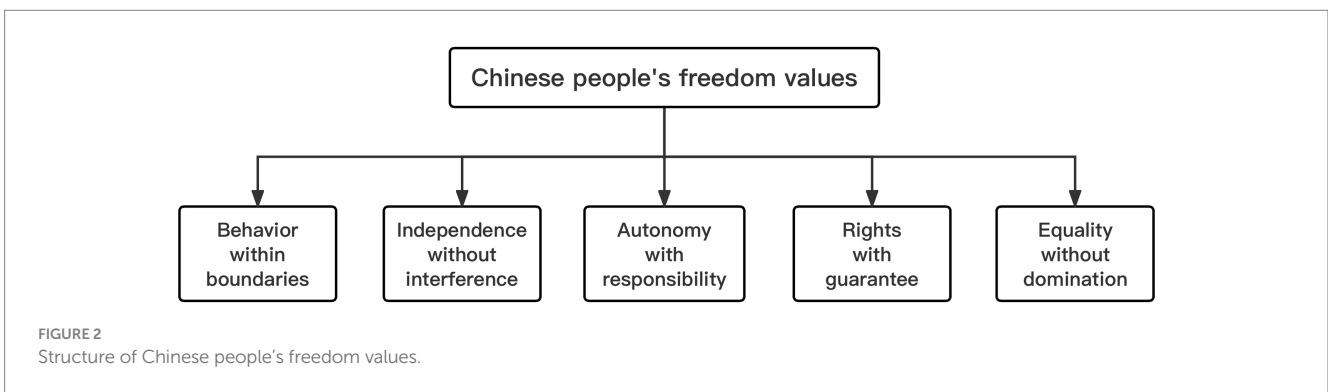 Chinese people's freedom values
Behavior
within
boundaries
Independence
without
interference
Autonomy
with
responsibility
Rights
with
guarantee
Equality
without
domination
FIGURE 2
Structure of Chinese people’s freedom values.